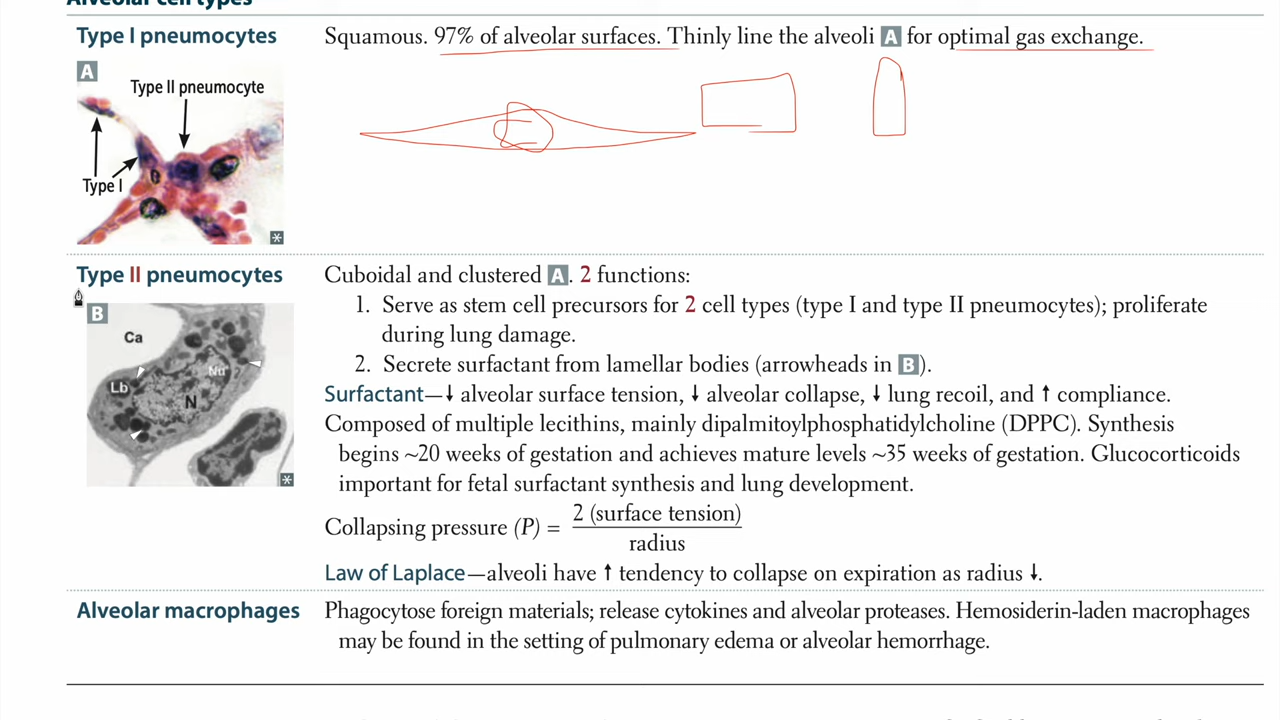 Alveolar cell types
Type I pneumocytes
Squamous. 97% of alveolar surfaces. Thinly line the alveoli A for optimal gas exchange.
A
Type II pneumocyte
Type I
*
Type II pneumocytes
Cuboidal and clustered A. 2 functions:
1. Serve as stem cell precursors for 2 cell types (type I and type II pneumocytes); proliferate
during lung damage.
2. Secrete surfactant from lamellar bodies (arrowheads in B).
Surfactant—↓ alveolar surface tension, ↓ alveolar collapse, ↓ lung recoil, and ↑ compliance.
Composed of multiple lecithins, mainly dipalmitoylphosphatidylcholine (DPPC). Synthesis
begins ~20 weeks of gestation and achieves mature levels ~35 weeks of gestation. Glucocorticoids
important for fetal surfactant synthesis and lung development.
Collapsing pressure (P) = 2 (surface tension)
radius
Law of Laplace—alveoli have ↑ tendency to collapse on expiration as radius ↓.
B
Ca
Nu
Lb
N
*
Alveolar macrophages
Phagocytose foreign materials; release cytokines and alveolar proteases. Hemosiderin-laden macrophages
may be found in the setting of pulmonary edema or alveolar hemorrhage.